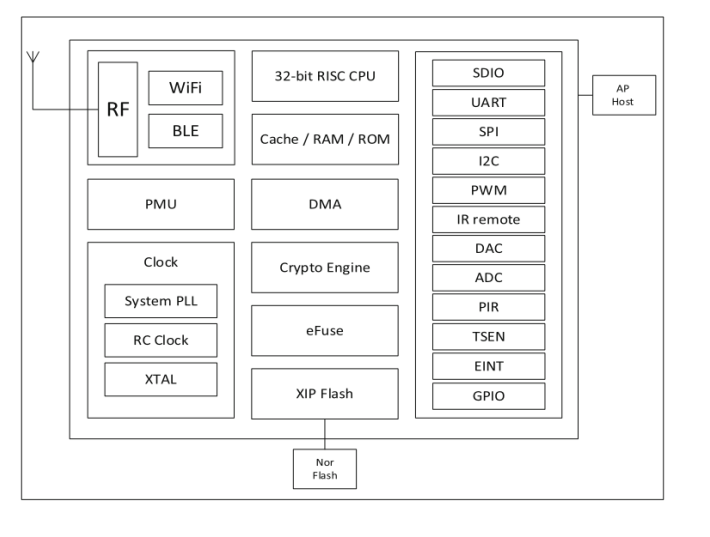 RF
WiFi
BLE
PMU
Clock
System PLL
RC Clock
XTAL
32-bit RISC CPU
Cache / RAM / ROM
DMA
Crypto Engine
eFuse
XIP Flash
Nor
Flash
SDIO
UART
SPI
I2C
PWM
IR remote
DAC
ADC
PIR
TSEN
EINT
GPIO
AP
Host